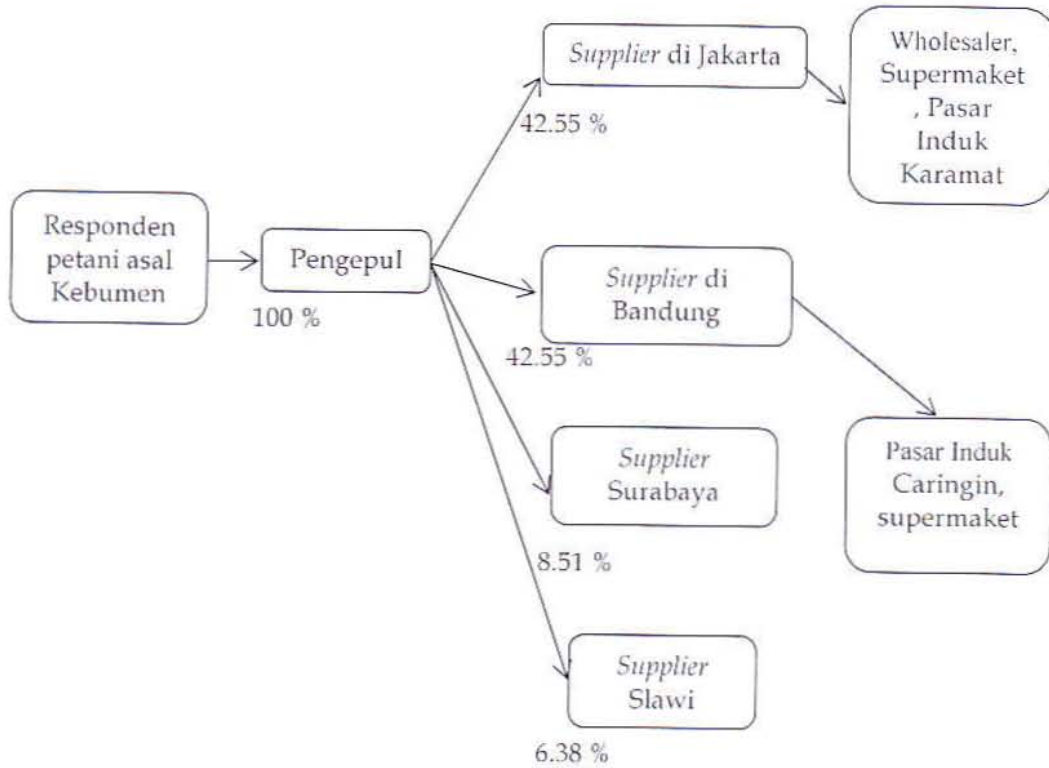 Supplier di Jakarta
42.55 %
Wholesaler,
Supermaket
, Pasar
Induk
Karamat
Responden
petani asal
Kebumen
Pengepul
100 %
Supplier di
Bandung
42.55 %
Pasar Induk
Caringin,
supermaket
Supplier
Surabaya
8.51 %
Supplier
Slawi
6.38 %